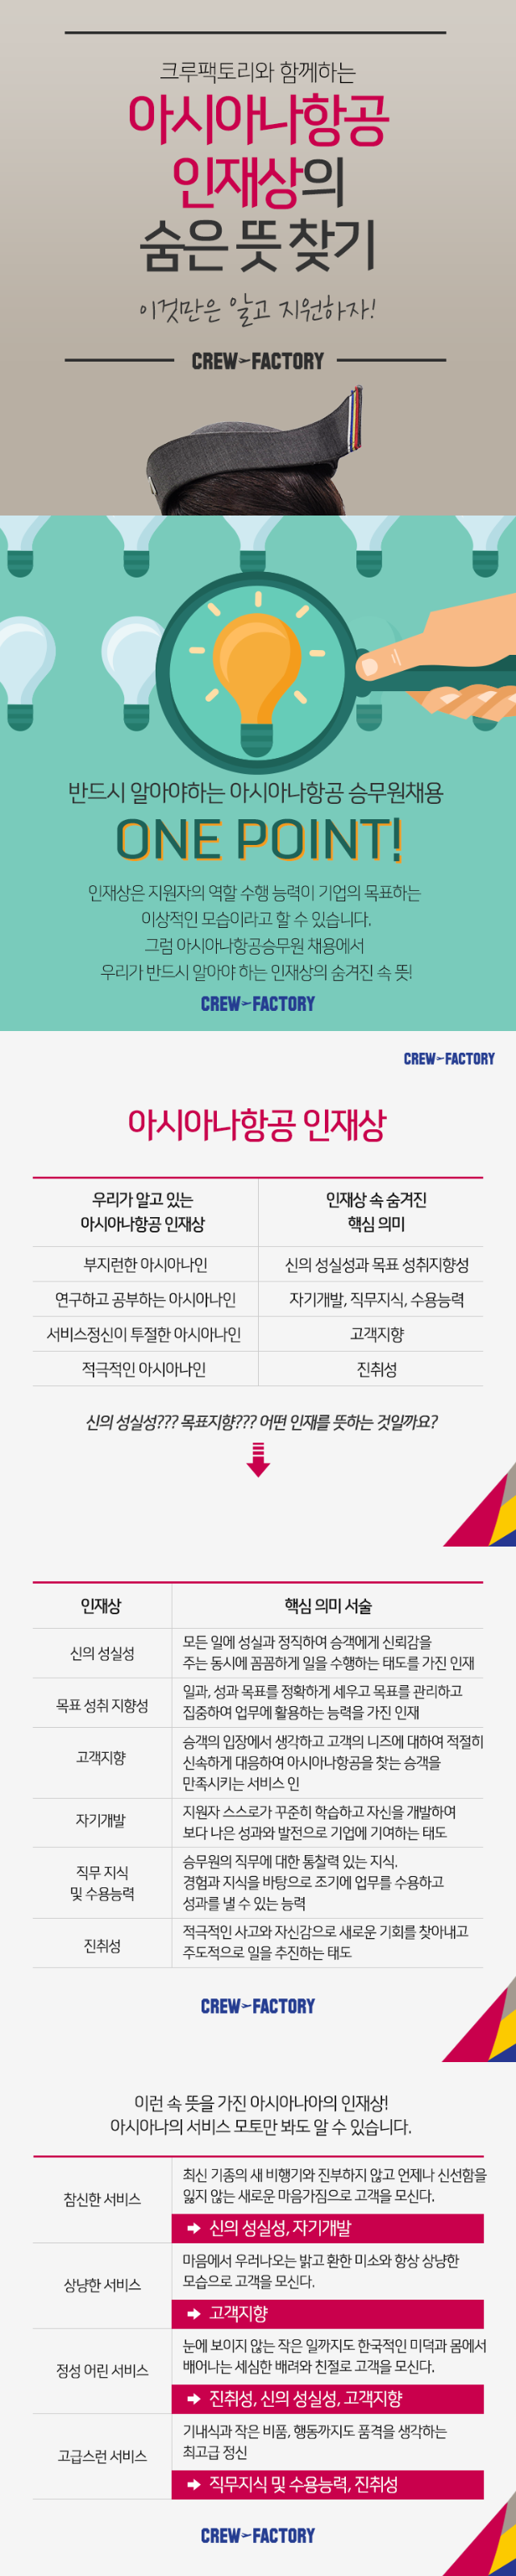 크루팩토리와 함께하는
아시아나항공
인재상의
숨은 뜻 찾기
이것만은 알고 지원하자!
CREW FACTORY
반드시 알아야하는 아시아나항공 승무원채용
ONE POINT!
인재상은 지원자의 역할 수행 능력이 기업의 목표하는
이상적인 모습이라고 할 수 있습니다.
그럼 아시아나항공승무원 채용에서
우리가 반드시 알아야 하는 인재상의 숨겨진 속 뜻!
CREW FACTORY
CREW FACTORY
아시아나항공 인재상
우리가 알고 있는
아시아나항공 인재상
인재상 속 숨겨진
핵심 의미
부지런한 아시아나인
신의 성실성과 목표 성취지향성
연구하고 공부하는 아시아나인
자기개발, 직무지식, 수용능력
서비스정신이 투절한 아시아나인
고객지향
적극적인 아시아나인
진취성
신의 성실성??? 목표지향??? 어떤 인재를 뜻하는 것일까요?
인재상
핵심 의미 서술
신의 성실성
모든 일에 성실과 정직하여 승객에게 신뢰감을
주는 동시에 꼼꼼하게 일을 수행하는 태도를 가진 인재
목표 성취 지향성
일과, 성과 목표를 정확하게 세우고 목표를 관리하고
집중하여 업무에 활용하는 능력을 가진 인재
고객지향
승객의 입장에서 생각하고 고객의 니즈에 대하여 적절히
신속하게 대응하여 아시아나항공을 찾는 승객을
만족시키는 서비스 인
자기개발
지원자 스스로가 꾸준히 학습하고 자신을 개발하여
보다 나은 성과와 발전으로 기업에 기여하는 태도
직무 지식
및 수용능력
승무원의 직무에 대한 통찰력 있는 지식.
경험과 지식을 바탕으로 조기에 업무를 수용하고
성과를 낼 수 있는 능력
진취성
적극적인 사고와 자신감으로 새로운 기회를 찾아내고
주도적으로 일을 추진하는 태도
CREW FACTORY
이런 속 뜻을 가진 아시아나아의 인재상!
아시아나의 서비스 모토만 봐도 알 수 있습니다.
참신한 서비스
최신 기종의 새 비행기와 진부하지 않고 언제나 신선함을
잃지 않는 새로운 마음가짐으로 고객을 모신다.
신의 성실성, 자기개발
상냥한 서비스
마음에서 우러나오는 밝고 환한 미소와 항상 상냥한
모습으로 고객을 모신다.
고객지향
정성 어린 서비스
눈에 보이지 않는 작은 일까지도 한국적인 미덕과 몸에서
배어나는 세심한 배려와 친절로 고객을 모신다.
진취성, 신의 성실성, 고객지향
고급스런 서비스
기내식과 작은 비품, 행동까지도 품격을 생각하는
최고급 정신
직무지식 및 수용능력, 진취성
CREW FACTORY